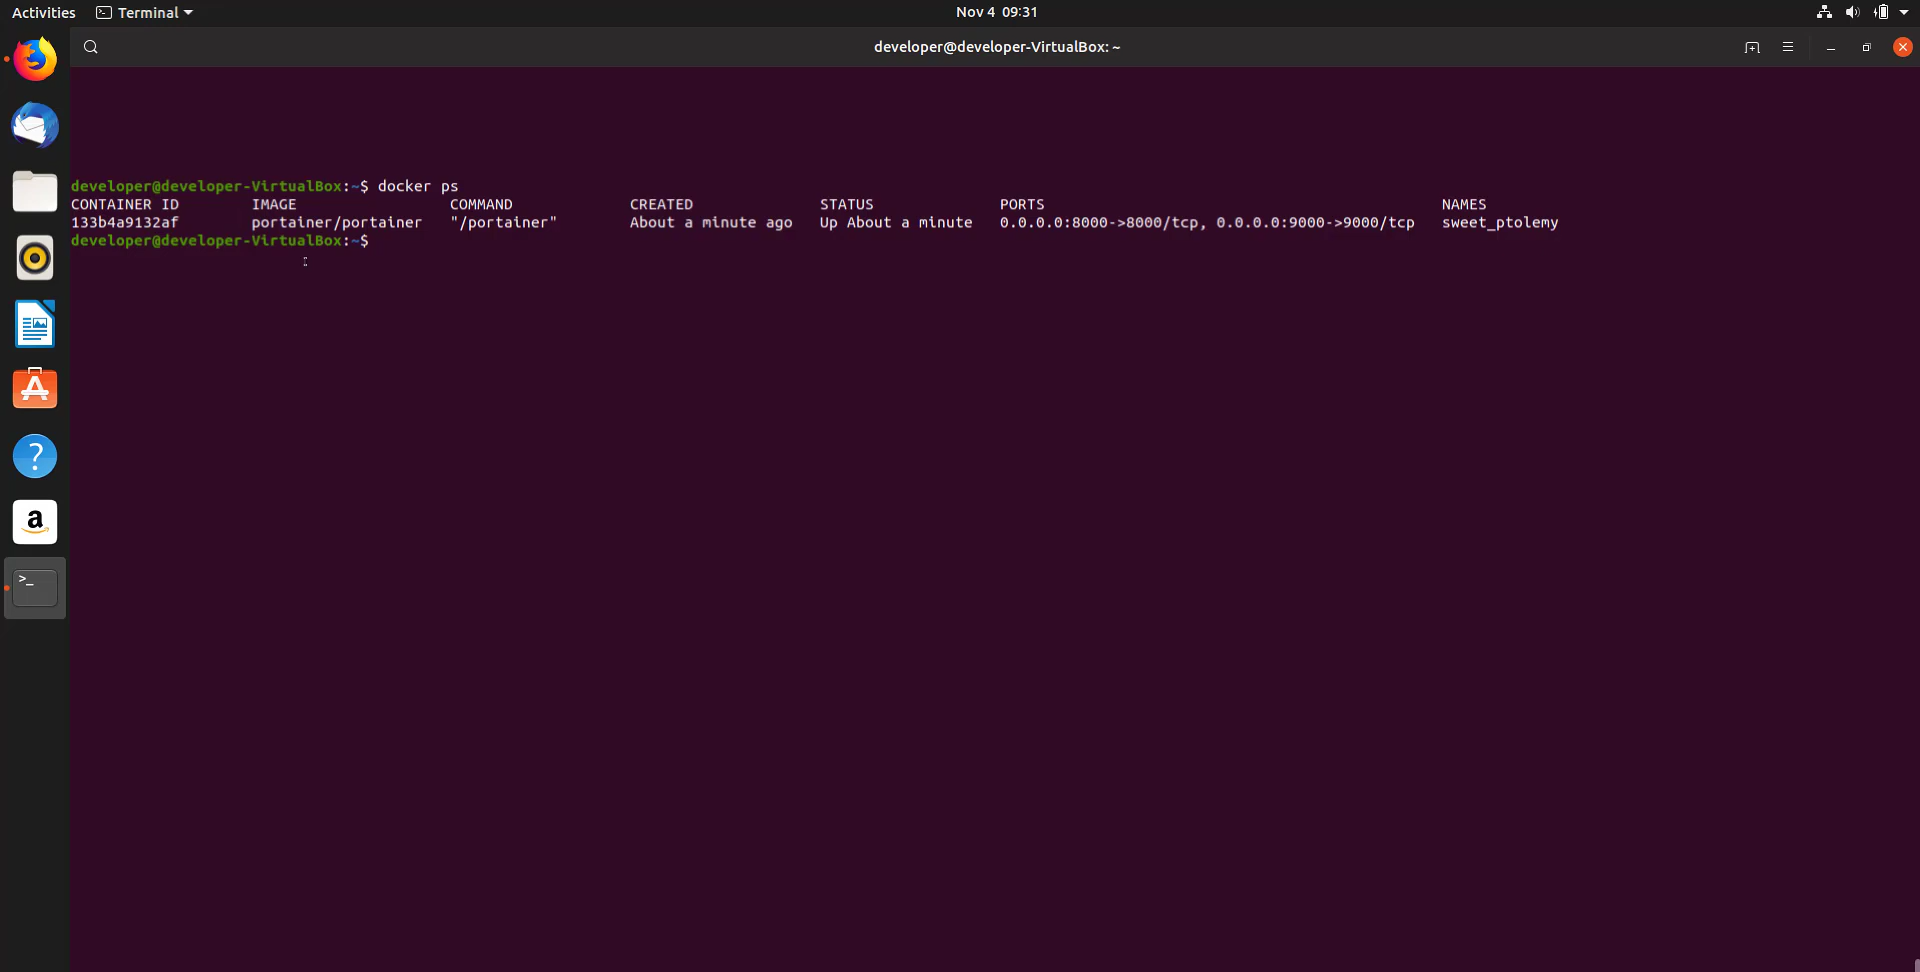 Activities Terminal Nov 4 09:31
developer@developer-VirtualBox: ~
developer@developer-VirtualBox:~$ docker ps
CONTAINER ID IMAGE COMMAND CREATED STATUS PORTS NAMES
133b4a9132af portainer/portainer "/portainer" About a minute ago Up About a minute 0.0.0.0:8000->8000/tcp, 0.0.0.0:9000->9000/tcp sweet_ptolemy
developer@developer-VirtualBox:~$
?
a
>_